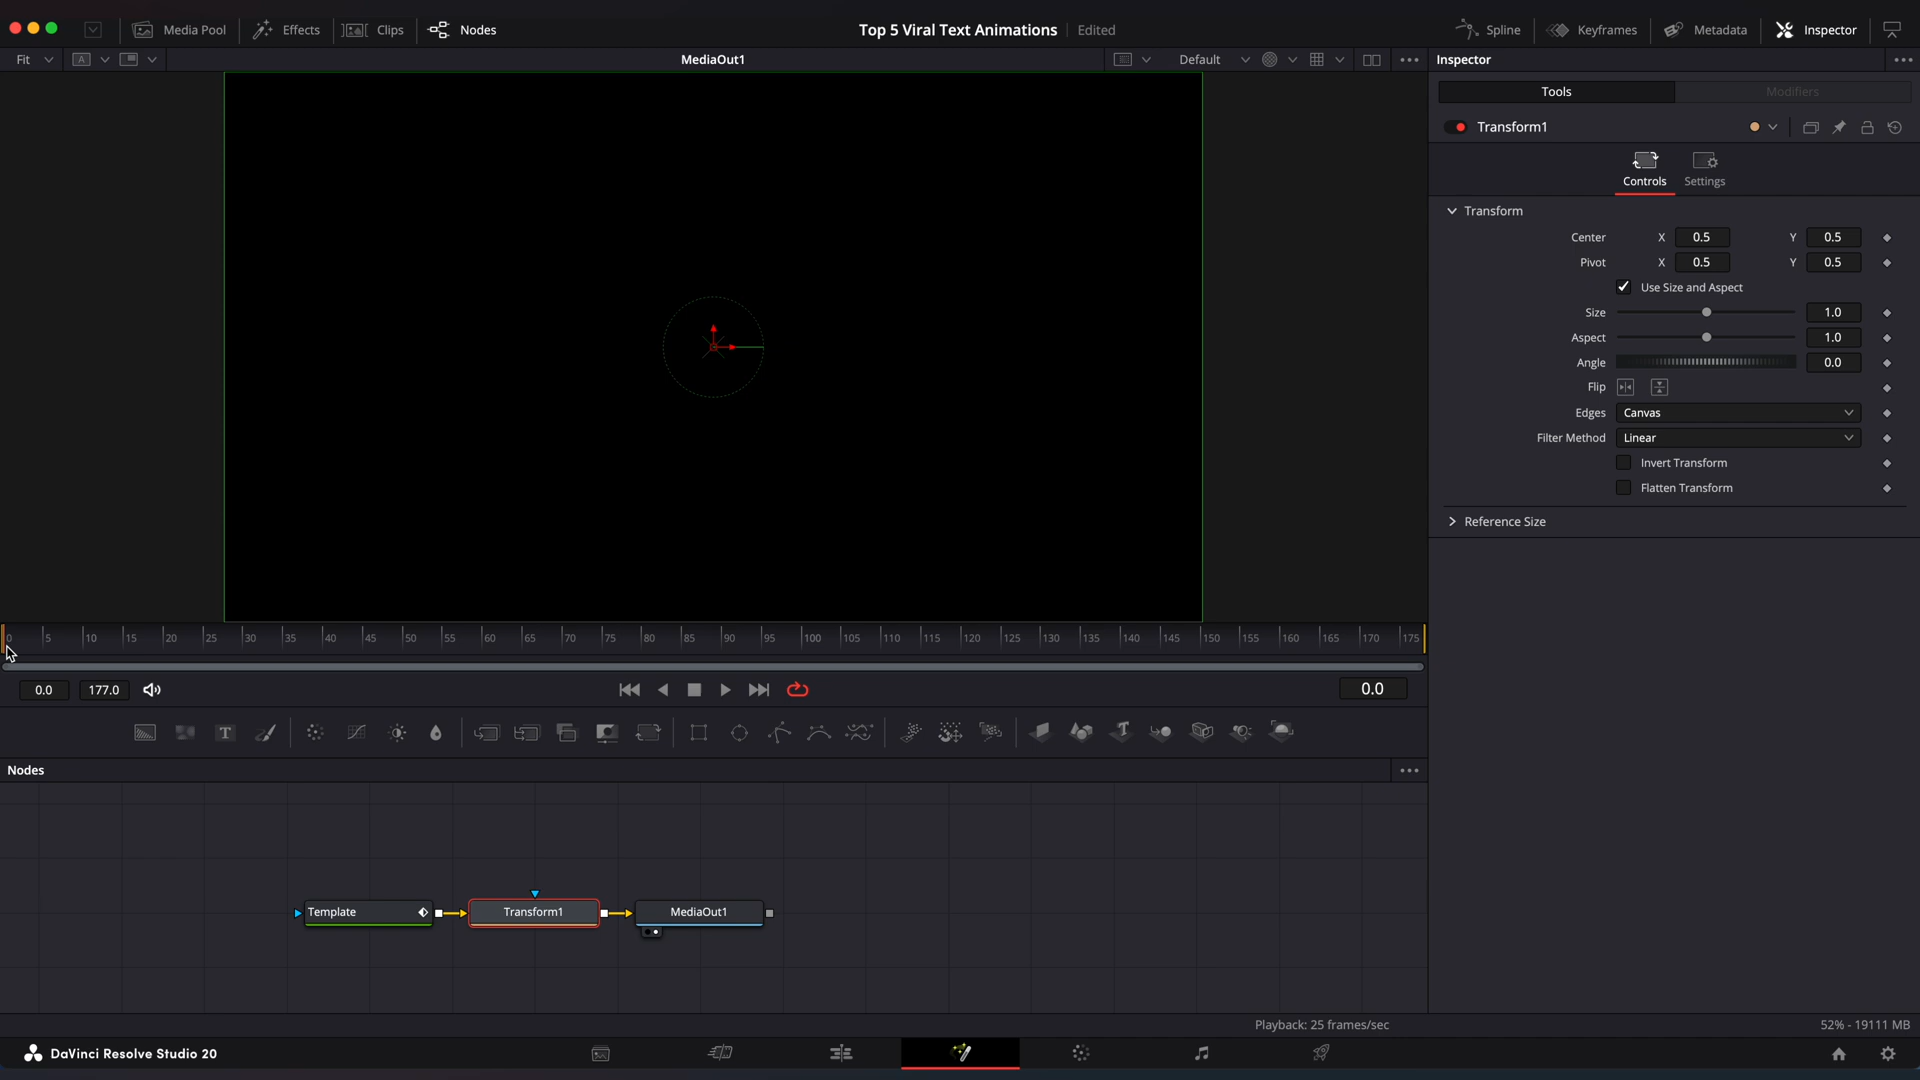 Media Pool Effects Clips Nodes Top 5 Viral Text Animations Edited Spline Keyframes Metadata Inspector
Fit A MediaOut1 Default Inspector
Tools Modifiers
Transform1
Controls Settings
Transform
Center X 0.5 Y 0.5
Pivot X 0.5 Y 0.5
Use Size and Aspect
Size 1.0
Aspect 1.0
Angle 0.0
Flip
Edges Canvas
Filter Method Linear
Invert Transform
Flatten Transform
Reference Size
0 5 10 15 20 25 30 35 40 45 50 55 60 65 70 75 80 85 90 95 100 105 110 115 120 125 130 135 140 145 150 155 160 165 170 175
0.0 177.0 0.0
T T
Nodes
Template Transform1 MediaOut1
Playback: 25 frames/sec 52% - 19111 MB
DaVinci Resolve Studio 20